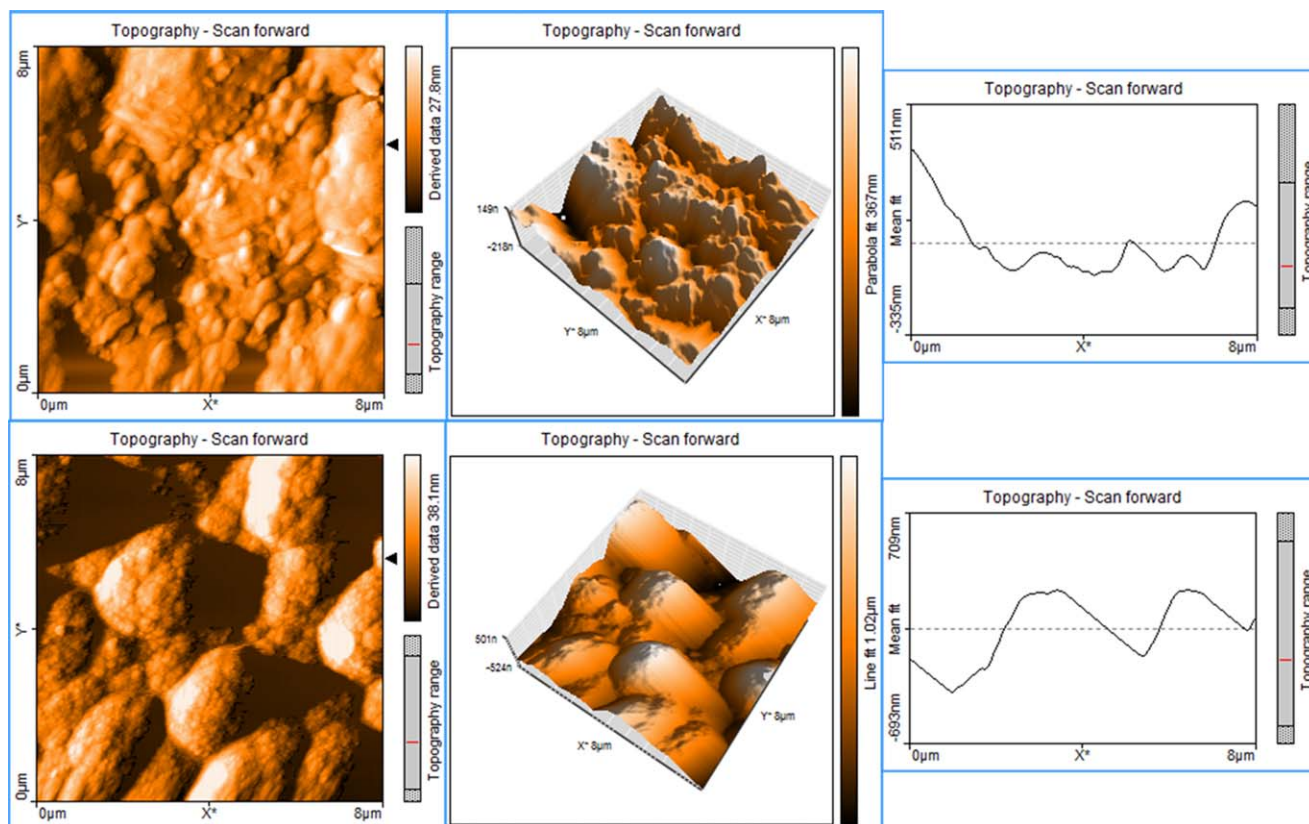 Topography - Scan forward
8µm
Y*
0µm
0µm
X*
8µm
Derived data 27.8nm
Topography range
Topography - Scan forward
149n
-218n
Y* 8µm
X* 8µm
Parabola fit 367nm
Topography - Scan forward
511nm
Mean fit
-335nm
0µm
X*
8µm
Topography range
Topography - Scan forward
8µm
Y*
0µm
0µm
X*
8µm
Derived data 38.1nm
Topography range
Topography - Scan forward
501n
-524n
X* 8µm
Y* 8µm
Line fit 1.02µm
Topography - Scan forward
709nm
Mean fit
-693nm
0µm
X*
8µm
Topography range